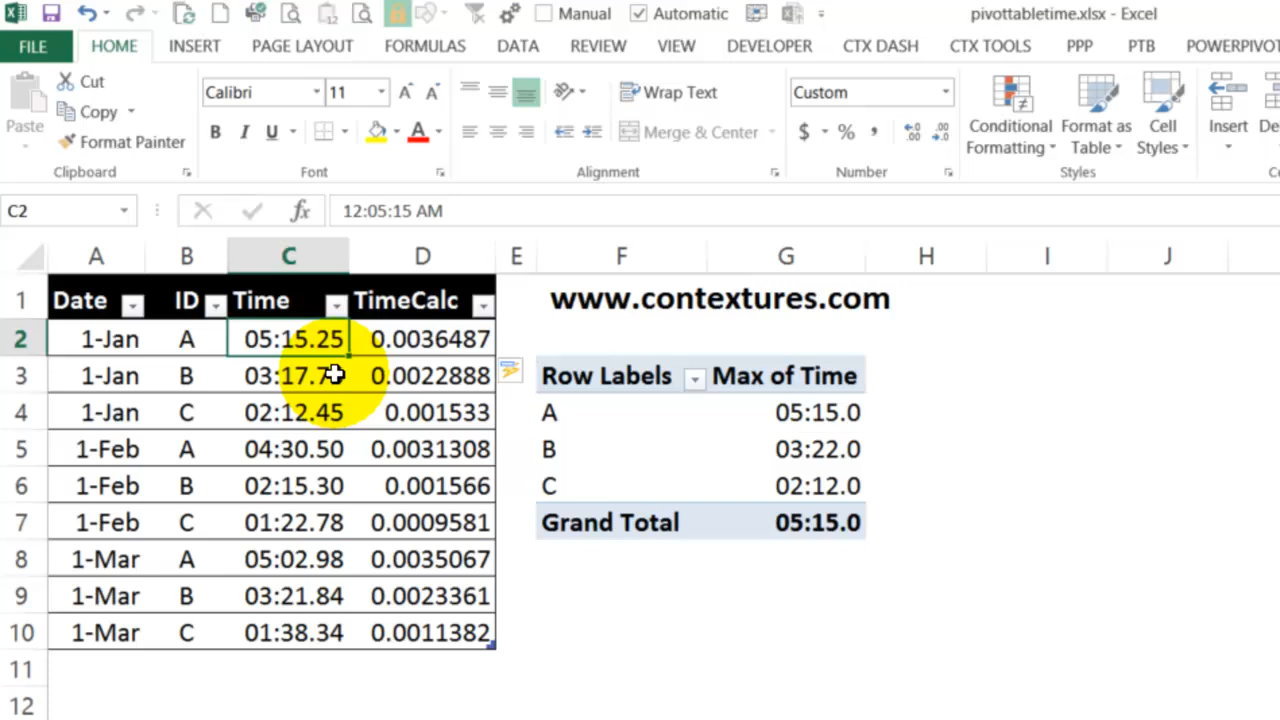 Manual
Automatic
pivottabletime.xlsx - Excel
FILE HOME INSERT PAGE LAYOUT FORMULAS DATA REVIEW VIEW DEVELOPER CTX DASH CTX TOOLS PPP PTB POWERPIVOT
Paste
Cut
Copy
Format Painter
Clipboard
Calibri 11
B I U
Font
Wrap Text
Merge & Center
Alignment
Custom
$ % ,
Number
Conditional Formatting
Format as Table
Cell Styles
Styles
Insert
C2 fx 12:05:15 AM
A B C D E F G H I J
1 Date ID Time TimeCalc www.contextures.com
2 1-Jan A 05:15.25 0.0036487
3 1-Jan B 0.0022888 Row Labels Max of Time
4 1-Jan C 02:12.45 0.001533 A 05:15.0
5 1-Feb A 04:30.50 0.0031308 B 03:22.0
6 1-Feb B 02:15.30 0.001566 C 02:12.0
7 1-Feb C 01:22.78 0.0009581 Grand Total 05:15.0
8 1-Mar A 05:02.98 0.0035067
9 1-Mar B 03:21.84 0.0023361
10 1-Mar C 01:38.34 0.0011382
11
12